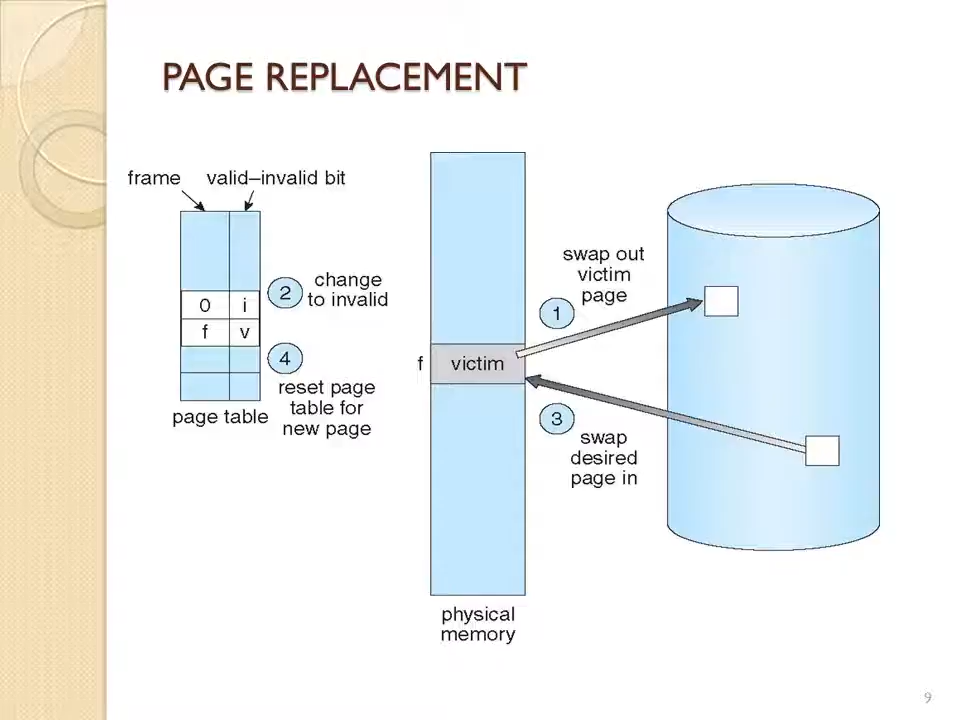 PAGE REPLACEMENT
frame
valid–invalid bit
0
i
f
v
2
change
to invalid
4
reset page
table for
new page
page table
f
victim
physical
memory
swap out
victim
page
1
3
swap
desired
page in
9